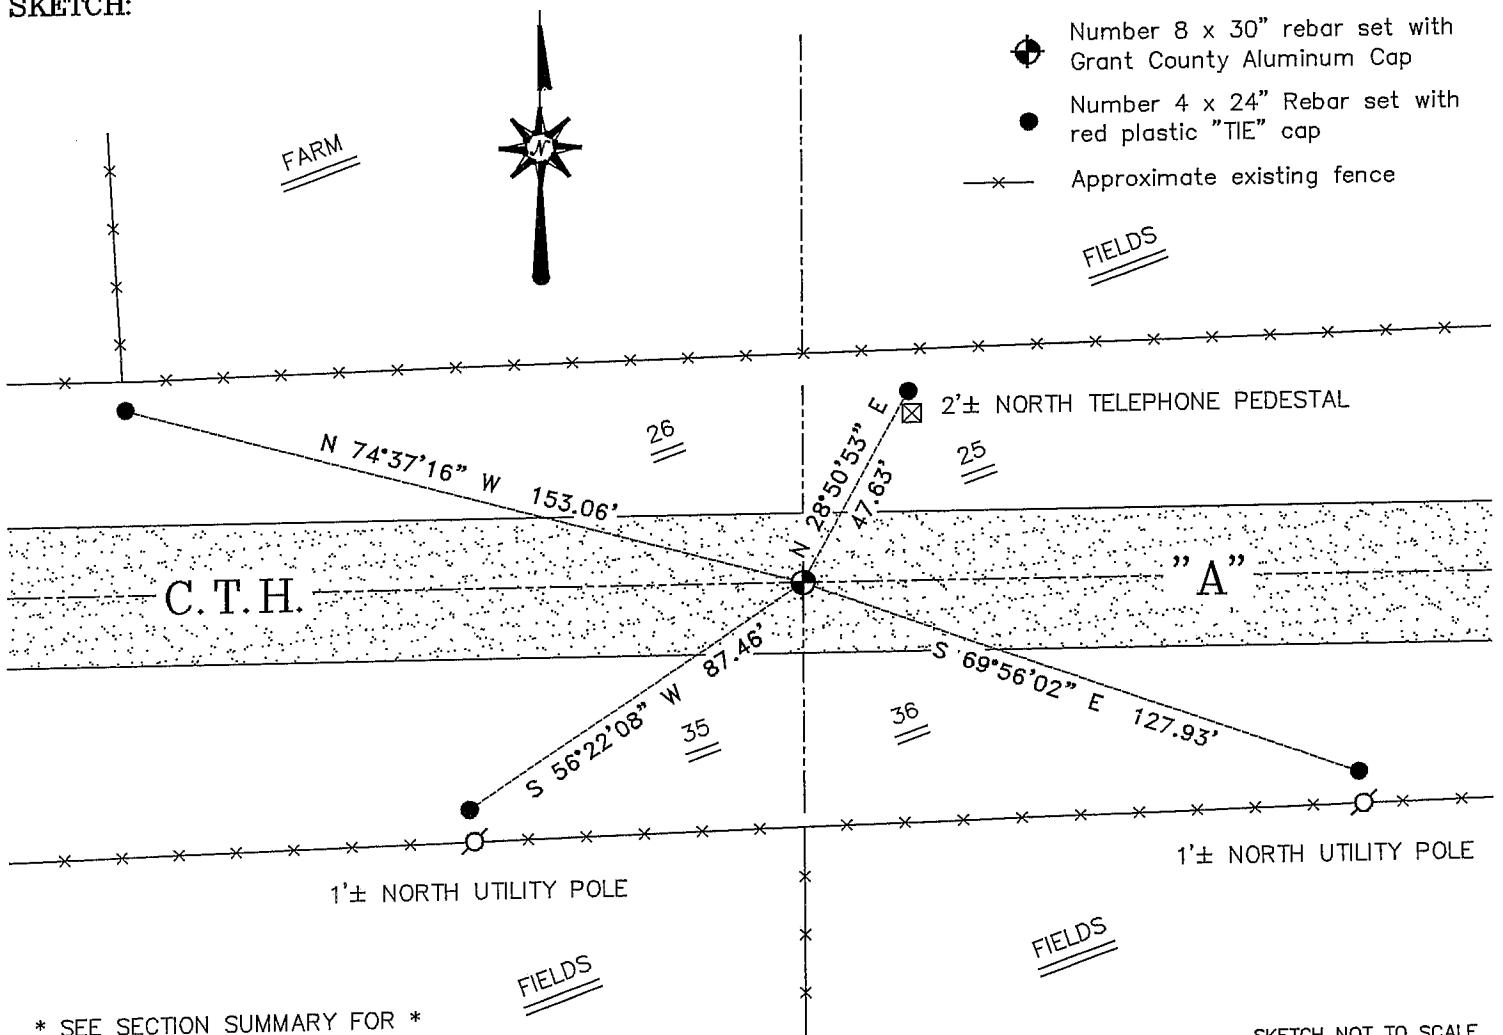 SKETCH:
Number 8 x 30" rebar set with
Grant County Aluminum Cap
Number 4 x 24" Rebar set with
red plastic "TIE" cap
Approximate existing fence
N
FARM
FIELDS
2'± NORTH TELEPHONE PEDESTAL
26
25
N 74°37'16" W 153.06'
N 28°50'53" E
47.63'
C.T.H.
"A"
S 56°22'08" W 87.46'
S 69°56'02" E 127.93'
35
36
1'± NORTH UTILITY POLE
1'± NORTH UTILITY POLE
FIELDS
FIELDS
* SEE SECTION SUMMARY FOR *
SKETCH NOT TO SCALE